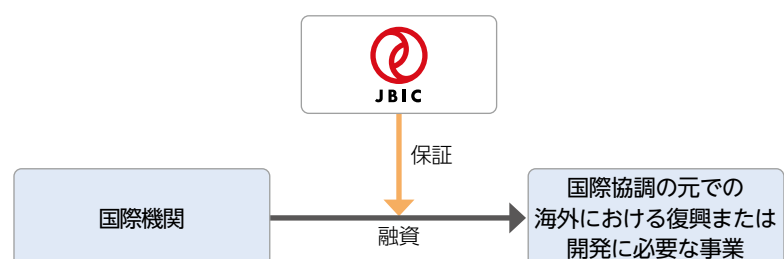 JBIC
保証
国際機関
融資
国際協調の元での
海外における復興または
開発に必要な事業